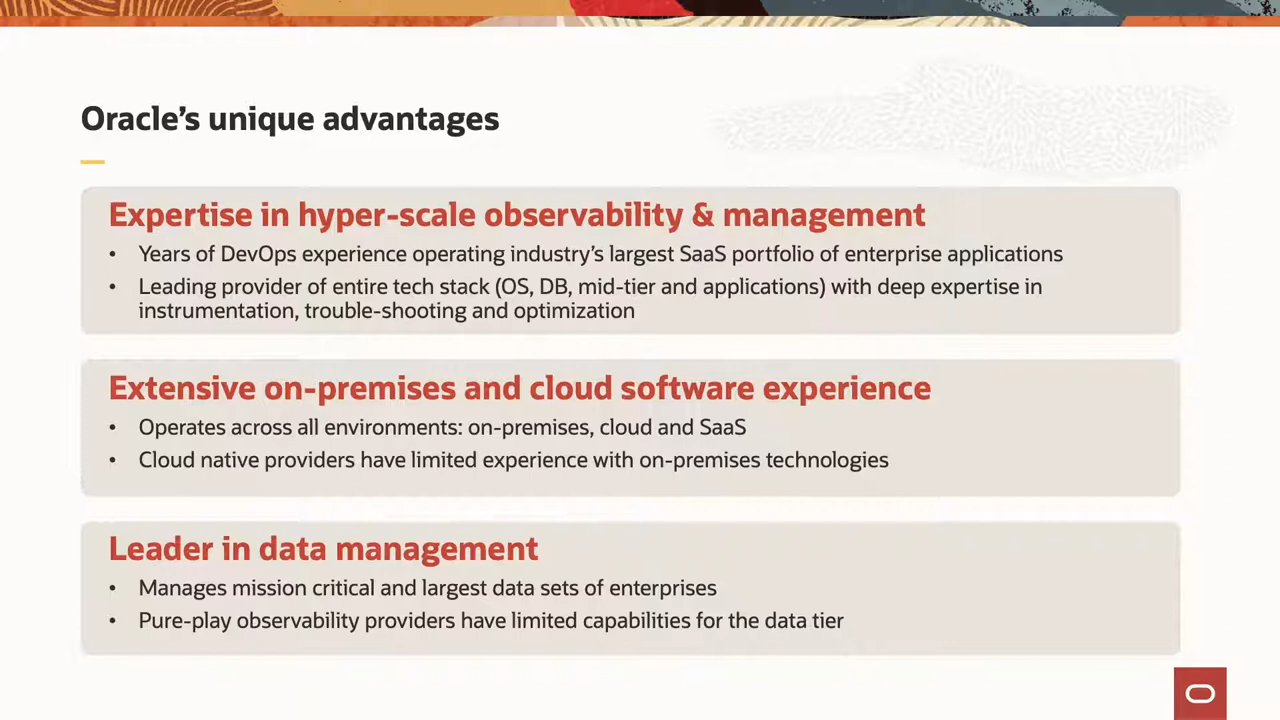 Oracle’s unique advantages
Expertise in hyper-scale observability & management
• Years of DevOps experience operating industry’s largest SaaS portfolio of enterprise applications
• Leading provider of entire tech stack (OS, DB, mid-tier and applications) with deep expertise in
instrumentation, trouble-shooting and optimization
Extensive on-premises and cloud software experience
• Operates across all environments: on-premises, cloud and SaaS
• Cloud native providers have limited experience with on-premises technologies
Leader in data management
• Manages mission critical and largest data sets of enterprises
• Pure-play observability providers have limited capabilities for the data tier